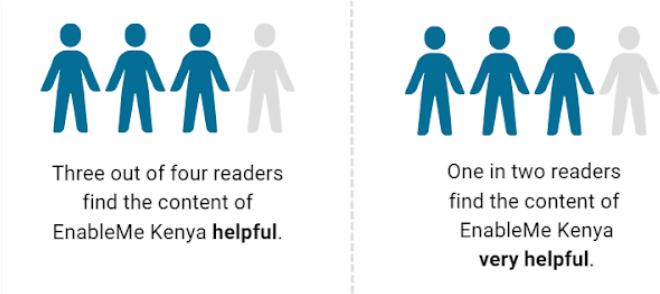 Three out of four readers
find the content of
EnableMe Kenya helpful.
One in two readers
find the content of
EnableMe Kenya
very helpful.